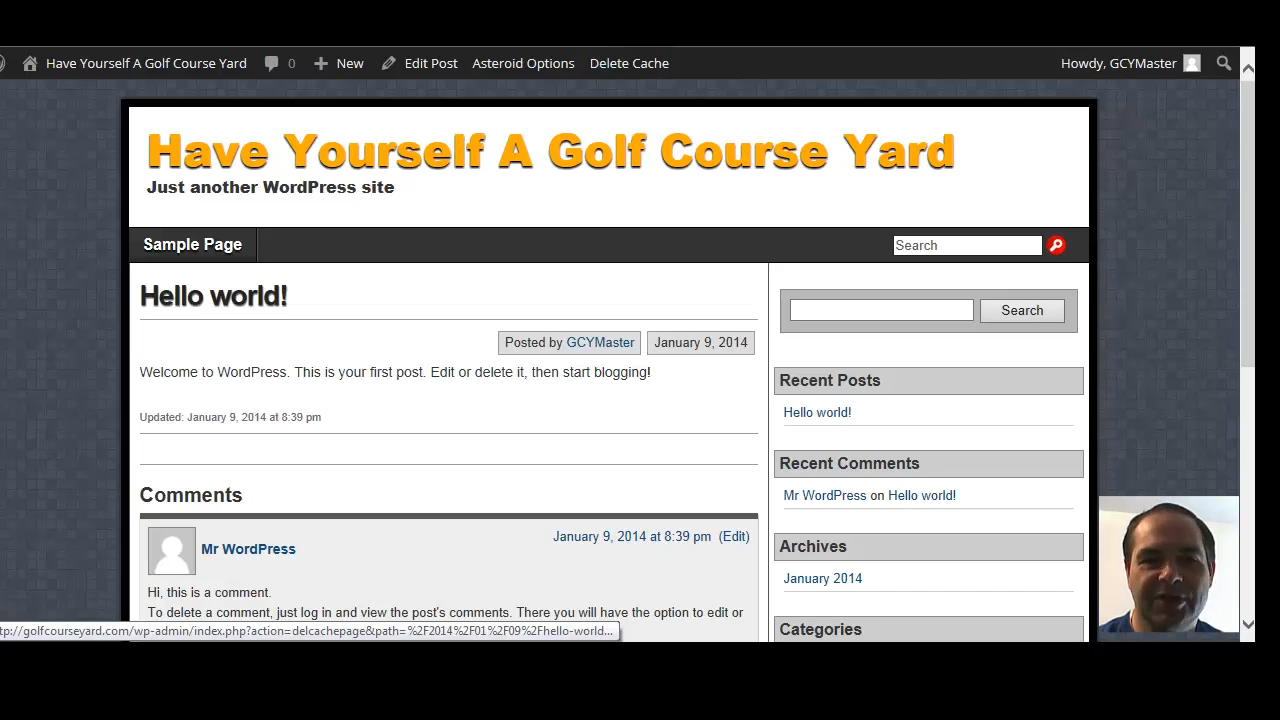 Have Yourself A Golf Course Yard 0 New Edit Post Asteroid Options Delete Cache Howdy, GCYMaster
Have Yourself A Golf Course Yard
Just another WordPress site
Sample Page Search
Hello world!
Search
Posted by GCYMaster January 9, 2014
Welcome to WordPress. This is your first post. Edit or delete it, then start blogging!
Updated: January 9, 2014 at 8:39 pm
Recent Posts
Hello world!
Recent Comments
Mr WordPress on Hello world!
Archives
January 2014
Categories
Comments
January 9, 2014 at 8:39 pm (Edit)
Mr WordPress
Hi, this is a comment.
To delete a comment, just log in and view the post's comments. There you will have the option to edit or
tp://golfcourseyard.com/wp-admin/index.php?action=delcachepage&path=%2F2014%2F01%2F09%2Fhello-world...